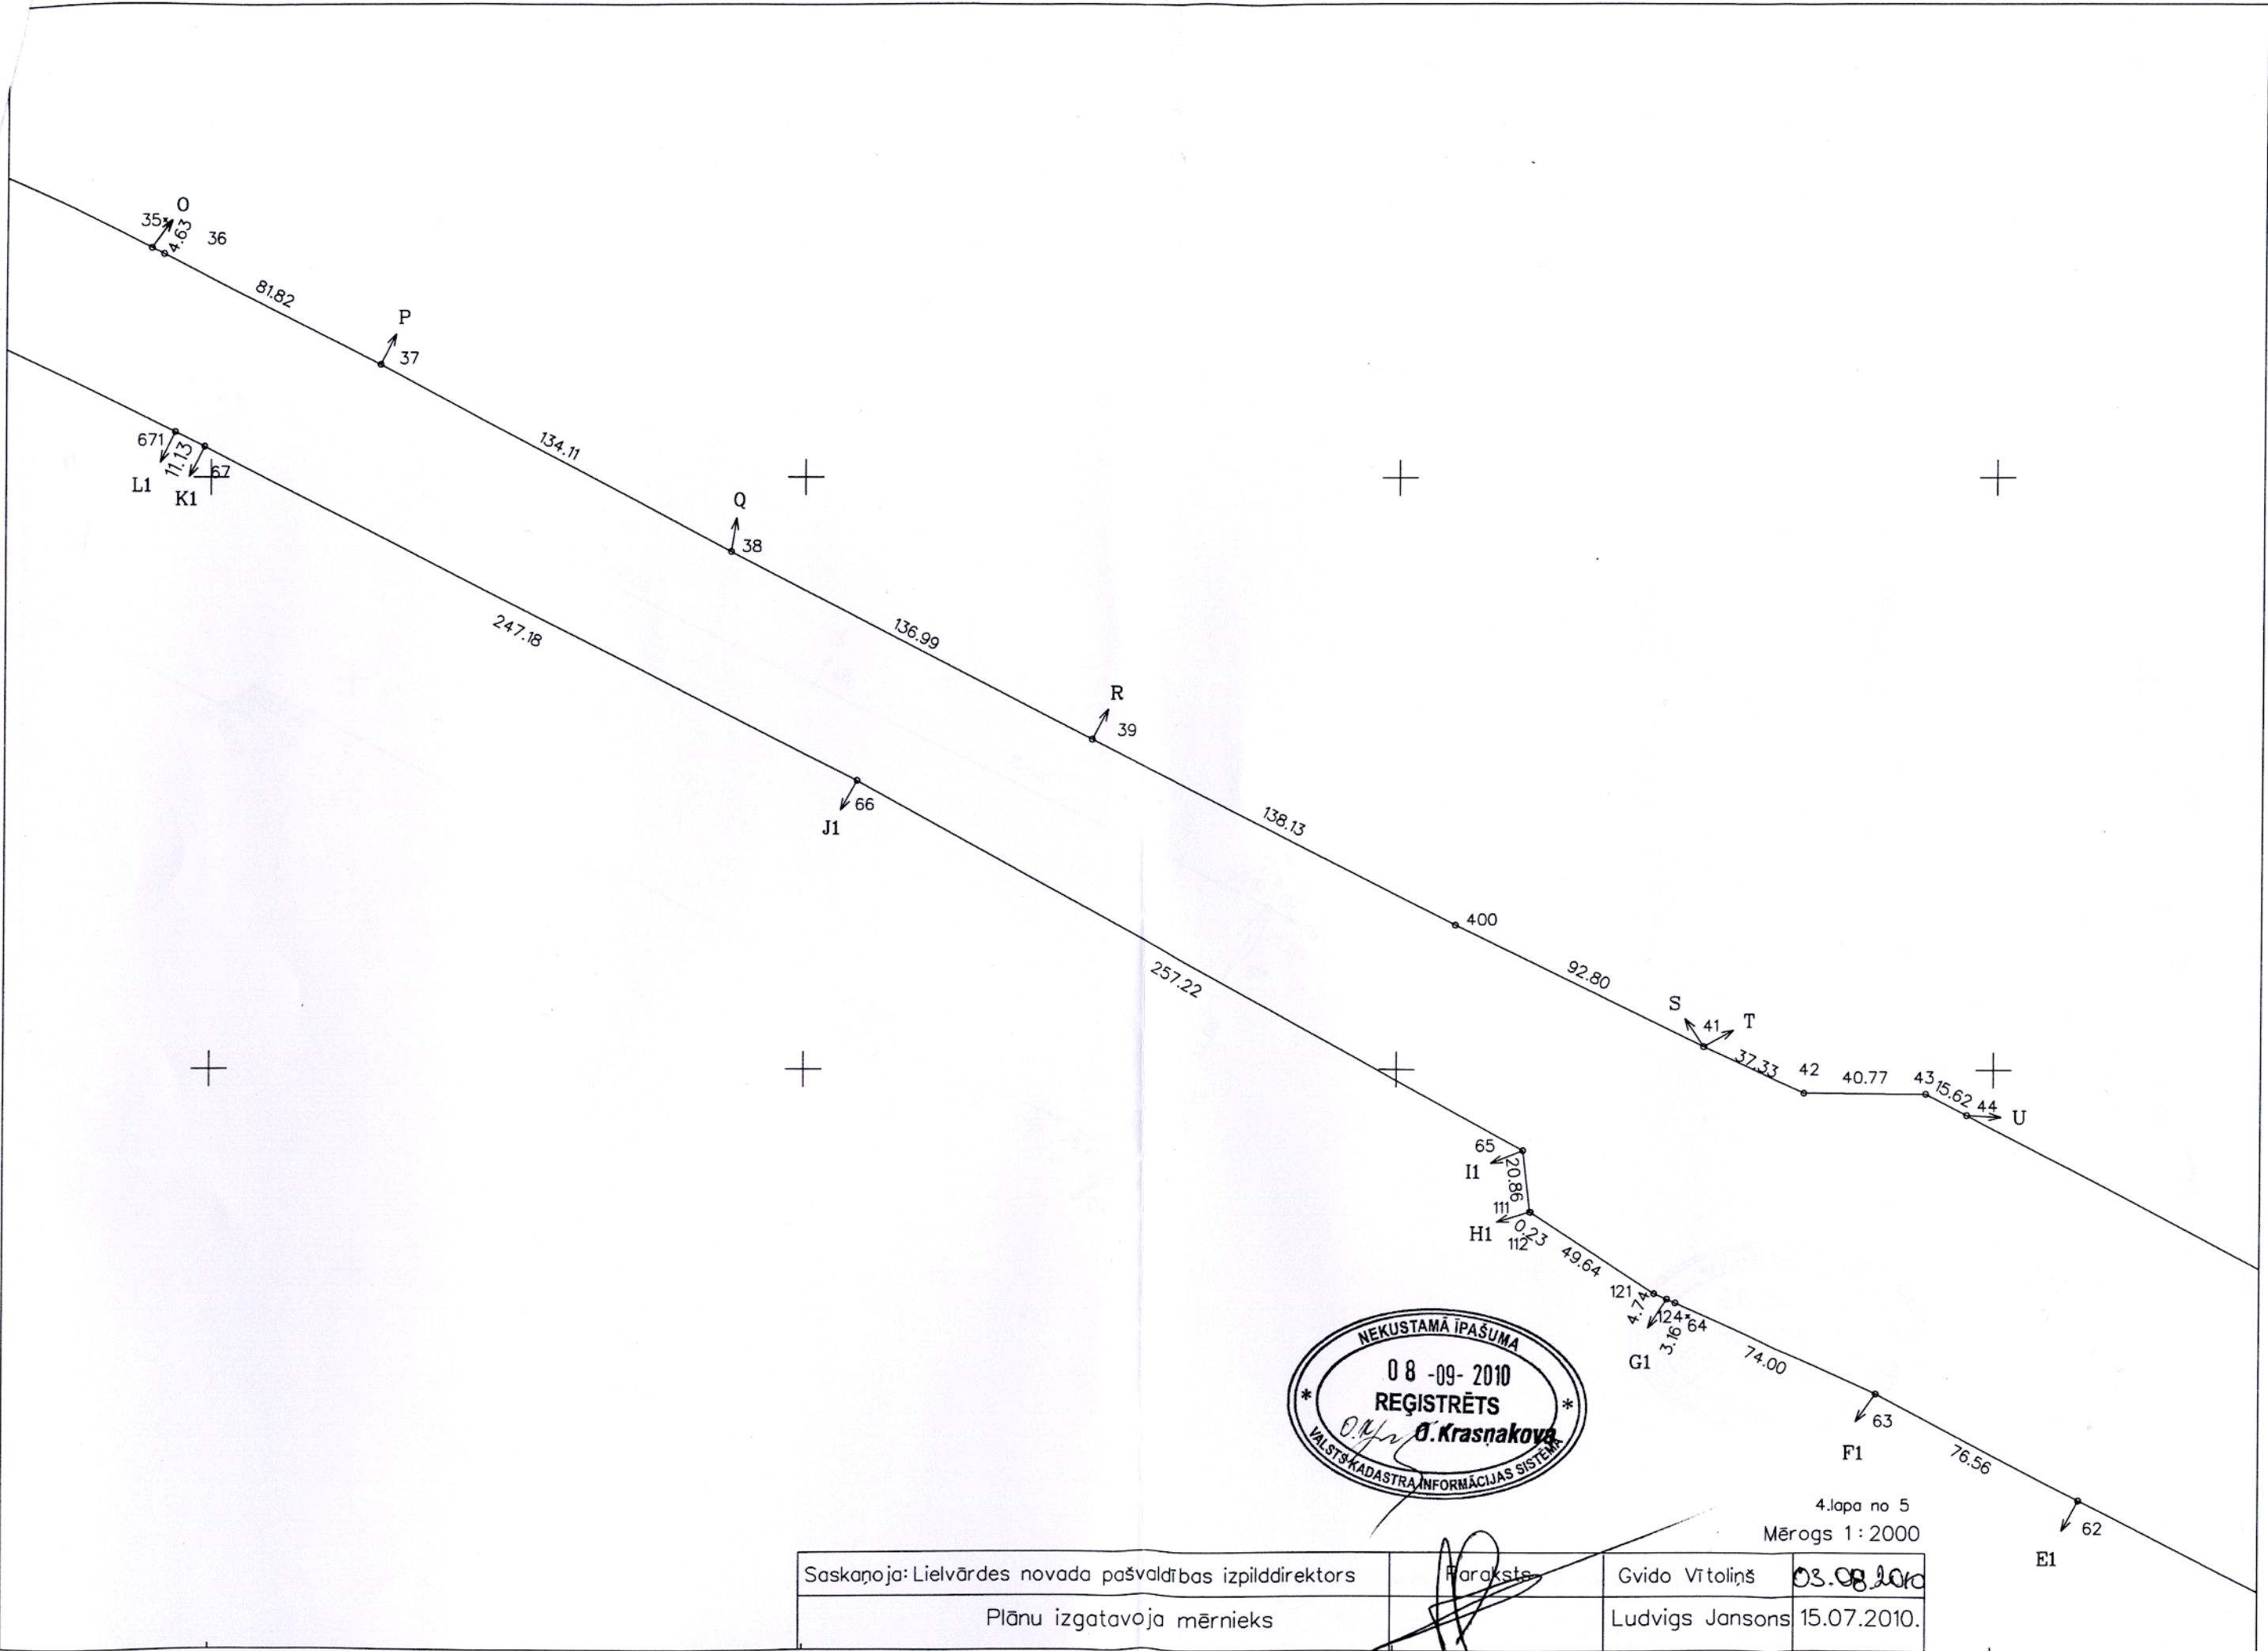 O
35*
4.63
36
81.82
P
37
134.11
Q
38
136.99
R
39
138.13
400
92.80
S
41
T
37.33
42
40.77
43
15.62
44
U
671
11.13
67
L1
K1
247.18
66
J1
257.22
65
I1
20.86
111
H1
0.23
112
49.64
121
4.74
124*
64
3.16
G1
74.00
63
F1
76.56
62
E1
NEKUSTAMĀ ĪPAŠUMA
08 -09- 2010
REĢISTRĒTS
O.Krasņakova
VALSTS KADASTRA INFORMĀCIJAS SISTĒMA
4.lapa no 5
Mērogs 1:2000
Saskaņoja: Lielvārdes novada pašvaldības izpilddirektors Paraksts Gvido Vītoliņš 03.08.2010
Plānu izgatavoja mērnieks Ludvigs Jansons 15.07.2010.